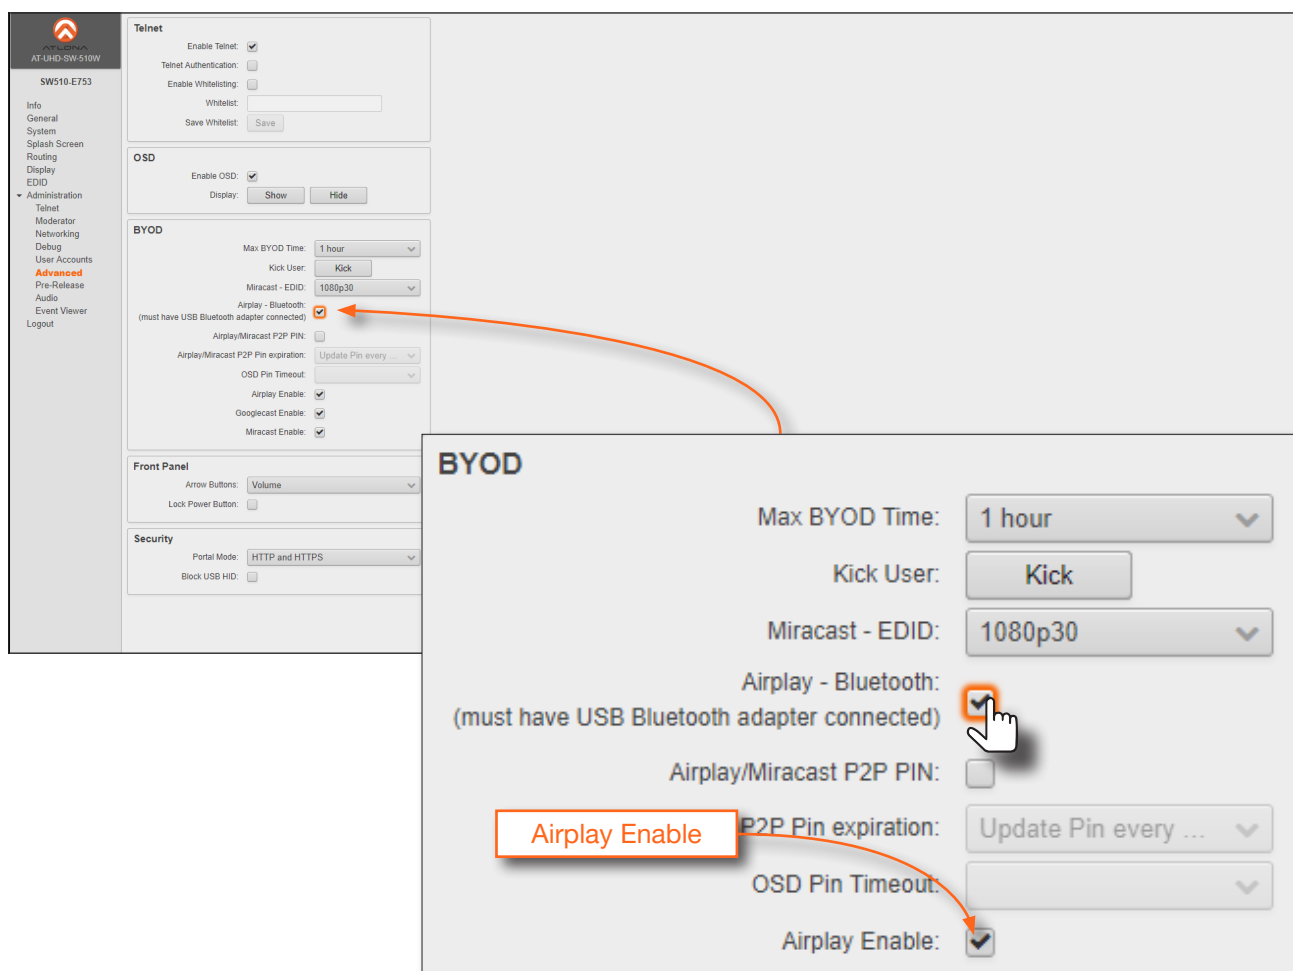 ATLONA
AT-UHD-SW-510W
SW510-E753
Info
General
System
Splash Screen
Routing
Display
EDID
Administration
Telnet
Moderator
Networking
Debug
User Accounts
Advanced
Pre-Release
Audio
Event Viewer
Logout
Telnet
Enable Telnet:
Telnet Authentication:
Enable Whitelisting:
Whitelist:
Save Whitelist: Save
OSD
Enable OSD:
Display: Show Hide
BYOD
Max BYOD Time: 1 hour
Kick User: Kick
Miracast - EDID: 1080p30
Airplay - Bluetooth:
(must have USB Bluetooth adapter connected)
Airplay/Miracast P2P PIN:
Airplay/Miracast P2P Pin expiration: Update Pin every ...
OSD Pin Timeout:
Airplay Enable:
Googlecast Enable:
Miracast Enable:
Front Panel
Arrow Buttons: Volume
Lock Power Button:
Security
Portal Mode: HTTP and HTTPS
Block USB HID:
BYOD
Max BYOD Time: 1 hour
Kick User: Kick
Miracast - EDID: 1080p30
Airplay - Bluetooth:
(must have USB Bluetooth adapter connected)
Airplay/Miracast P2P PIN:
Airplay Enable
P2P Pin expiration: Update Pin every ...
OSD Pin Timeout:
Airplay Enable: